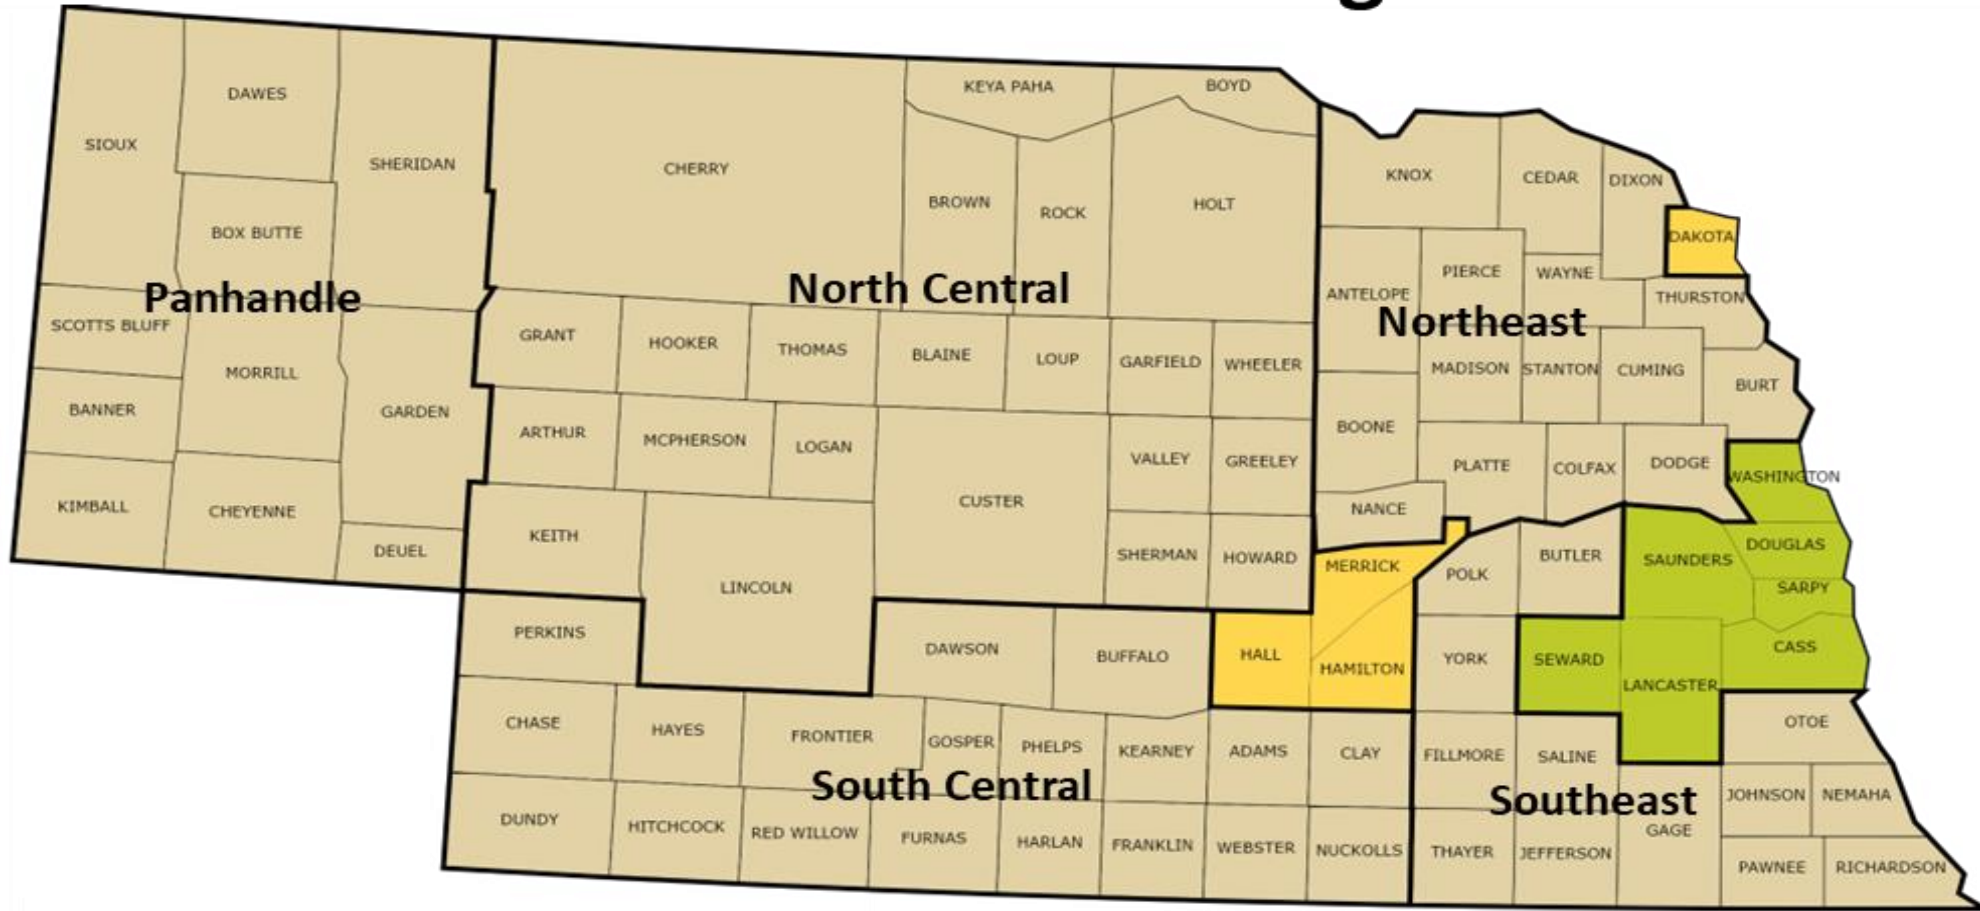 g
DAWES
SIOUX
SHERIDAN
BOX BUTTE
Panhandle
SCOTTS BLUFF
MORRILL
BANNER
GARDEN
KIMBALL
CHEYENNE
DEUEL
KEYA PAHA
BOYD
CHERRY
BROWN
ROCK
HOLT
North Central
GRANT
HOOKER
THOMAS
BLAINE
LOUP
GARFIELD
WHEELER
ARTHUR
MCPHERSON
LOGAN
CUSTER
VALLEY
GREELEY
KEITH
LINCOLN
SHERMAN
HOWARD
KNOX
CEDAR
DIXON
DAKOTA
ANTELOPE
PIERCE
WAYNE
THURSTON
Northeast
MADISON
STANTON
CUMING
BURT
BOONE
PLATTE
COLFAX
DODGE
WASHINGTON
NANCE
MERRICK
POLK
BUTLER
SAUNDERS
DOUGLAS
SARPY
PERKINS
DAWSON
BUFFALO
HALL
HAMILTON
YORK
SEWARD
LANCASTER
CASS
CHASE
HAYES
FRONTIER
GOSPER
PHELPS
KEARNEY
ADAMS
CLAY
FILLMORE
SALINE
OTOE
South Central
Southeast
DUNDY
HITCHCOCK
RED WILLOW
FURNAS
HARLAN
FRANKLIN
WEBSTER
NUCKOLLS
THAYER
JEFFERSON
GAGE
JOHNSON
NEMAHA
PAWNEE
RICHARDSON